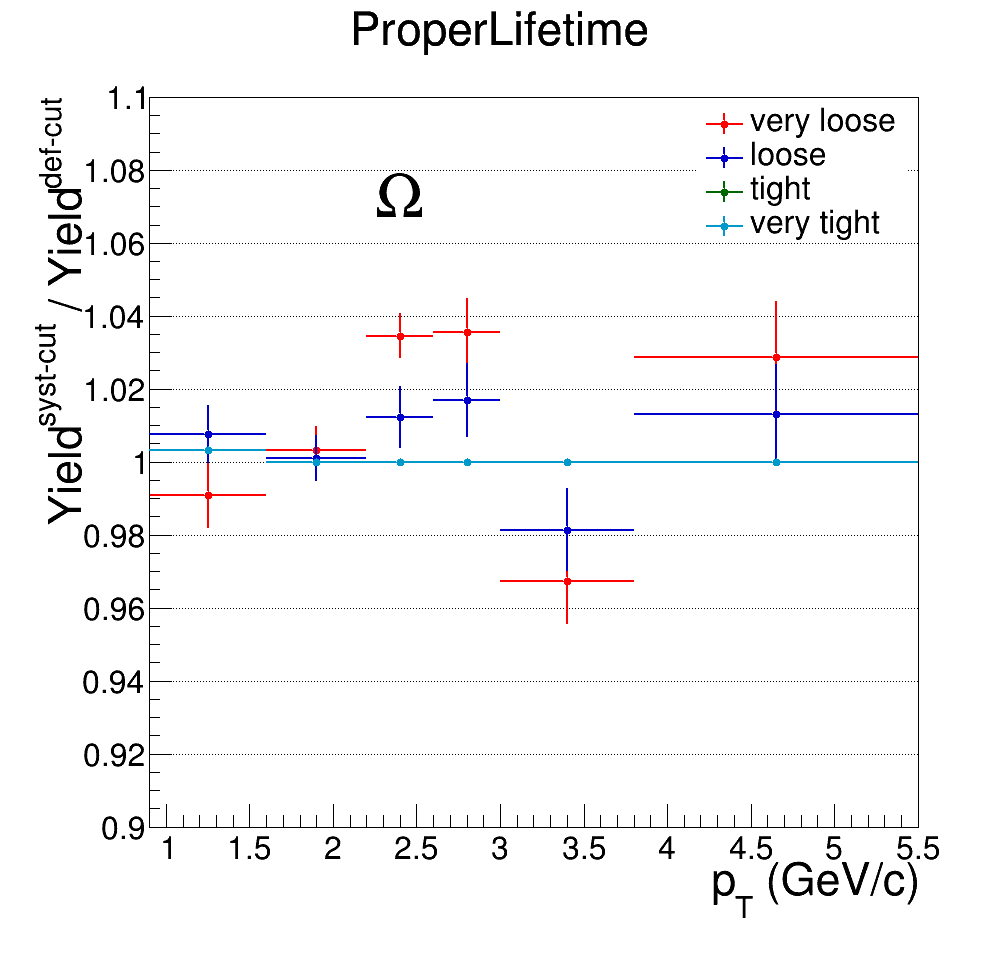 ProperLifetime
Yield^syst-cut / Yield^def-cut
1.1
1.08
1.06
1.04
1.02
1
0.98
0.96
0.94
0.92
0.9
Ω
very loose
loose
tight
very tight
1 1.5 2 2.5 3 3.5 4 4.5 5 5.5
p_T (GeV/c)